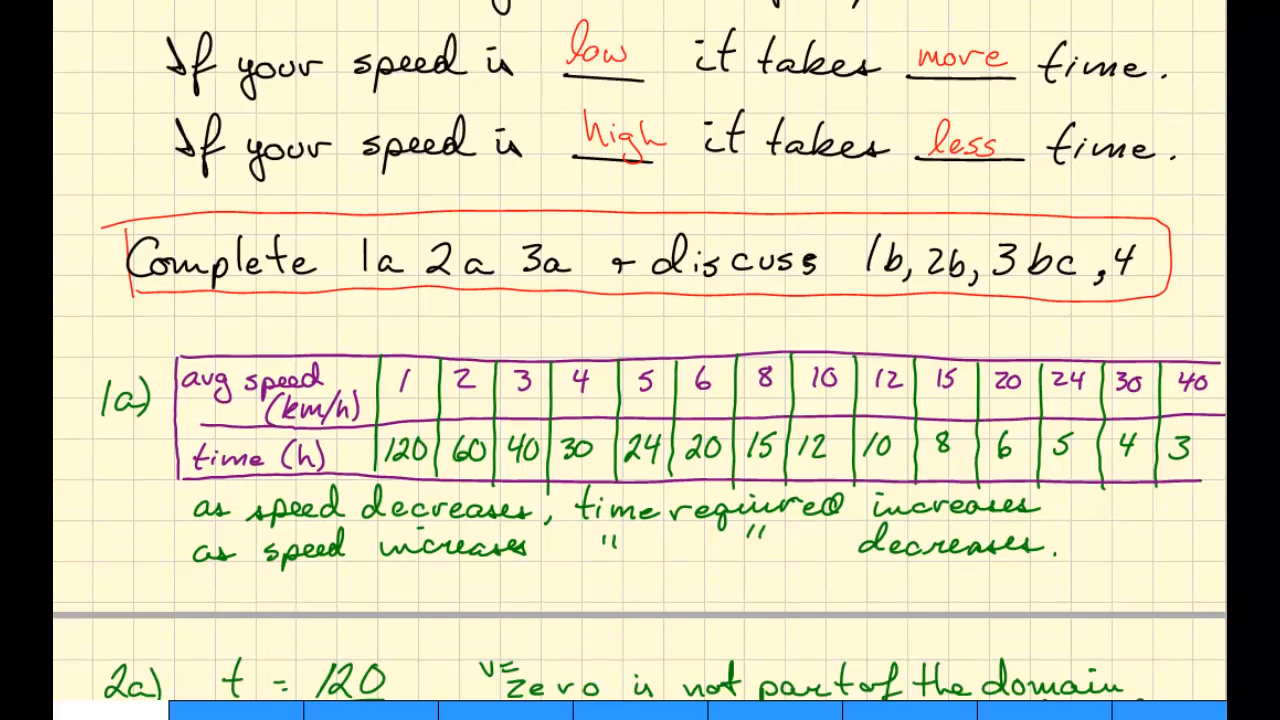 If your speed is low it takes more time.
If your speed is high it takes less time.
Complete 1a 2a 3a + discuss 1b, 2b, 3bc, 4
1a) avg speed (km/h) 1 2 3 4 5 6 8 10 12 15 20 24 30 40
time (h) 120 60 40 30 24 20 15 12 10 8 6 5 4 3
as speed decreases, time required increases
as speed increases " " decreases.
2a) t = 120 v= zero is not part of the domain.